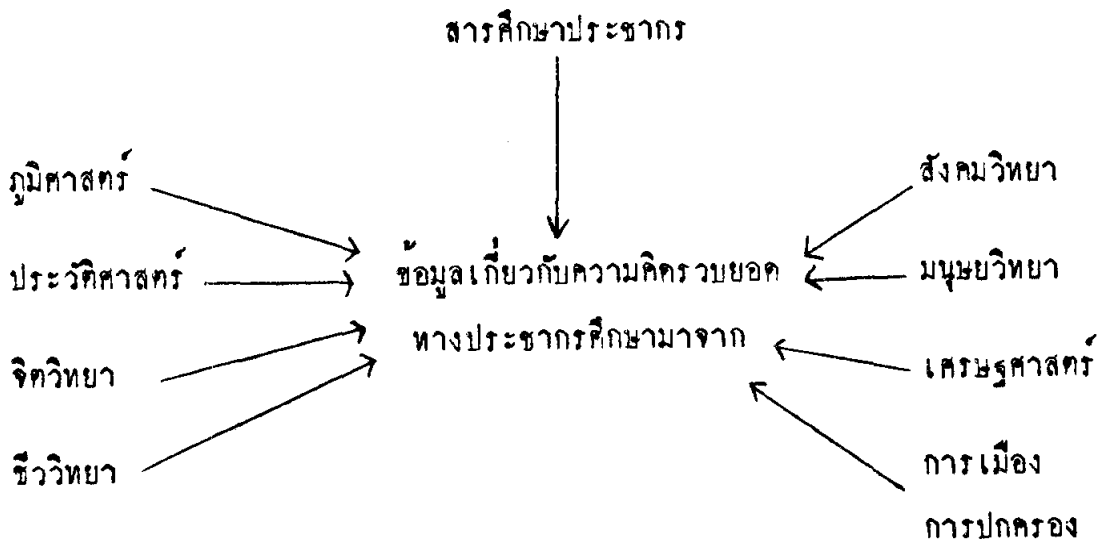 สารศึกษาประชากร
ภูมิศาสตร์
สังคมวิทยา
ประวัติศาสตร์
ข้อมูลเกี่ยวกับความคิดรวบยอด
มนุษยวิทยา
ทางประชากรศึกษามาจาก
จิตวิทยา
เศรษฐศาสตร์
ชีววิทยา
การเมือง
การปกครอง